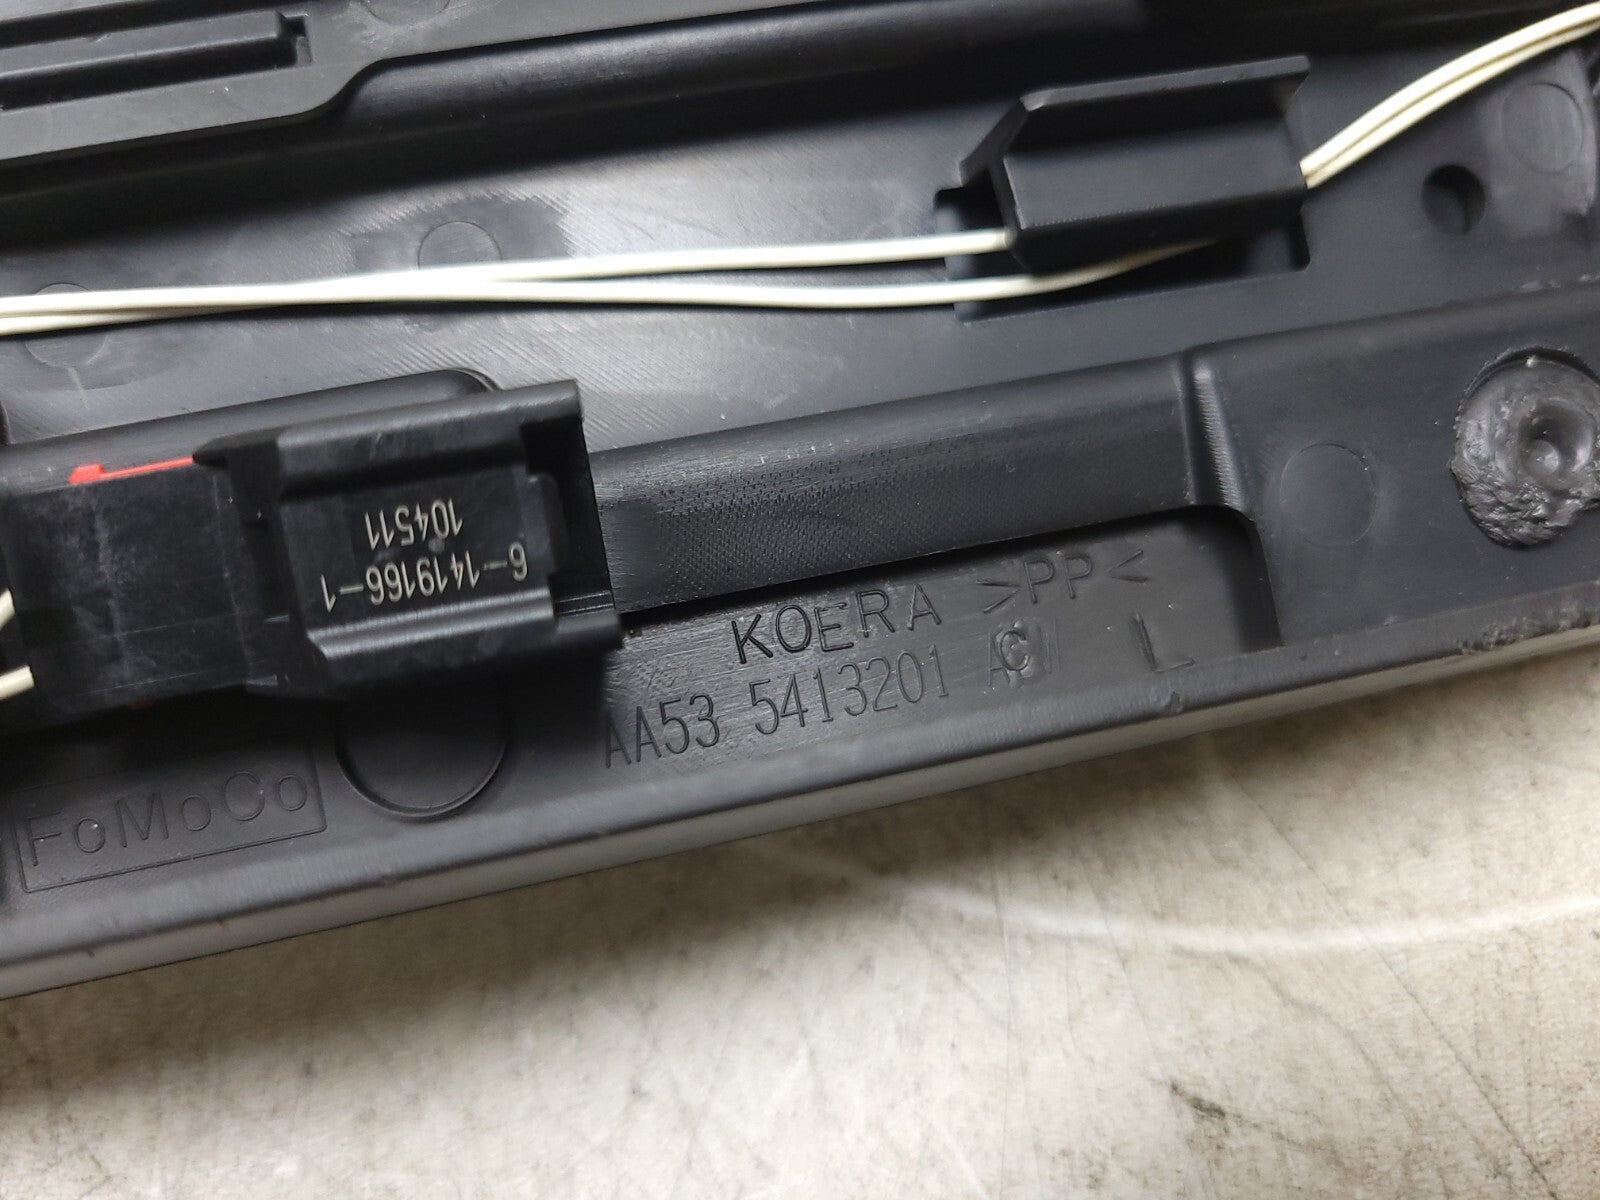 6-1419166-1
104511
KOERA >PP<
AA53 5413201 L
FoMoCo